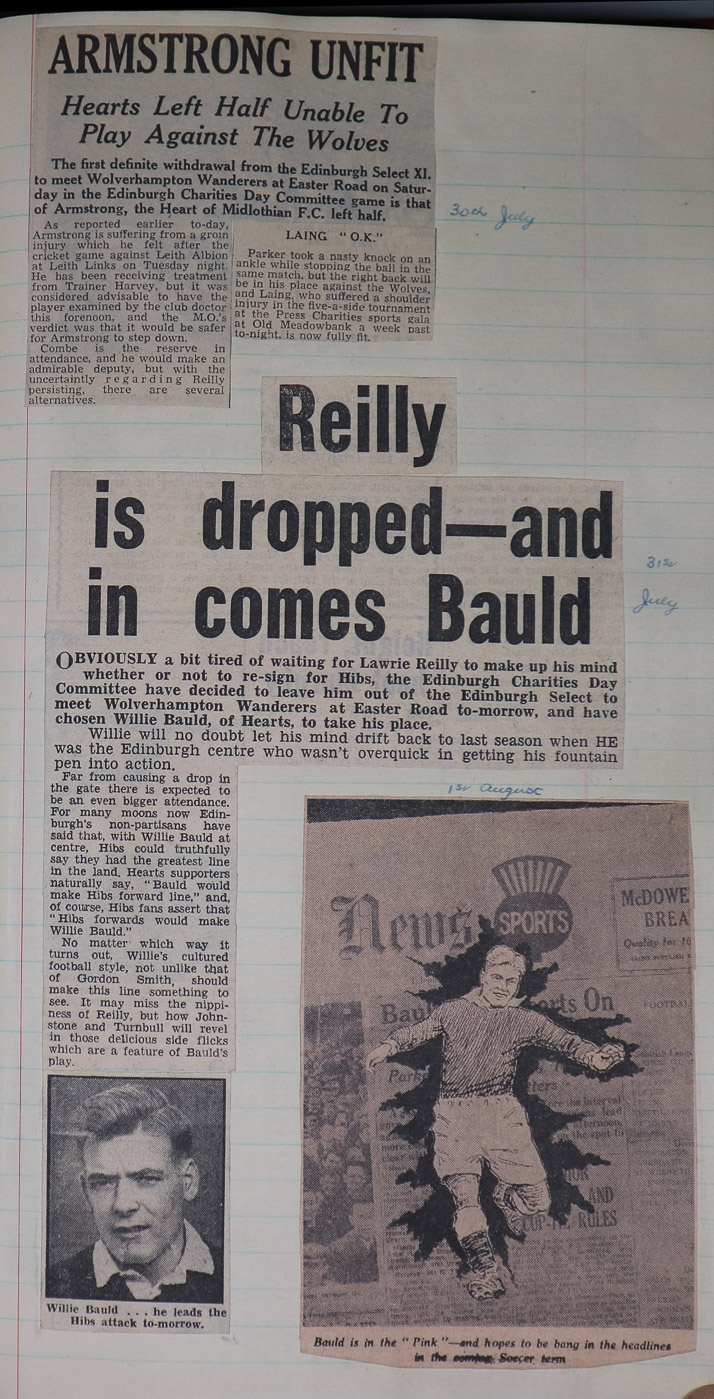 ARMSTRONG UNFIT
Hearts Left Half Unable To
Play Against The Wolves
The first definite withdrawal from the Edinburgh Select XI.
to meet Wolverhampton Wanderers at Easter Road on Satur-
day in the Edinburgh Charities Day Committee game is that
of Armstrong, the Heart of Midlothian F.C. left half.
As reported earlier to-day,
Armstrong is suffering from a groin
injury which he felt after the
cricket game against Leith Albion
at Leith Links on Tuesday night.
He has been receiving treatment
from Trainer Harvey, but it was
considered advisable to have the
player examined by the club doctor
this forenoon, and the M.O.'s
verdict was that it would be safer
for Armstrong to step down.
Combe is the reserve in
attendance, and he would make an
admirable deputy, but with the
uncertaintly regarding Reilly
persisting, there are several
alternatives.
LAING "O.K."
Parker took a nasty knock on an
ankle while stopping the ball in the
same match, but the right back will
be in his place against the Wolves,
and Laing, who suffered a shoulder
injury in the five-a-side tournament
at the Press Charities sports gala
at Old Meadowbank a week past
to-night, is now fully fit.
30th July
Reilly
is dropped—and
in comes Bauld
31st
July
OBVIOUSLY a bit tired of waiting for Lawrie Reilly to make up his mind
whether or not to re-sign for Hibs, the Edinburgh Charities Day
Committee have decided to leave him out of the Edinburgh Select to
meet Wolverhampton Wanderers at Easter Road to-morrow, and have
chosen Willie Bauld, of Hearts, to take his place.
Willie will no doubt let his mind drift back to last season when HE
was the Edinburgh centre who wasn't overquick in getting his fountain
pen into action.
Far from causing a drop in
the gate there is expected to
be an even bigger attendance.
For many moons now Edin-
burgh's non-partisans have
said that, with Willie Bauld at
centre, Hibs could truthfully
say they had the greatest line
in the land. Hearts supporters
naturally say, "Bauld would
make Hibs forward line," and,
of course, Hibs fans assert that
"Hibs forwards would make
Willie Bauld."
No matter which way it
turns out, Willie's cultured
football style, not unlike that
of Gordon Smith, should
make this line something to
see. It may miss the nippi-
ness of Reilly, but how John-
stone and Turnbull will revel
in those delicious side flicks
which are a feature of Bauld's
play.
Willie Bauld . . . he leads the
Hibs attack to-morrow.
1st August
News
SPORTS
McDOWE
BREA
Quality for 10
Baul
orts On
FOOTBAL
Park
tters
AND
CUP-TIE RULES
Bauld is in the "Pink"—and hopes to be bang in the headlines
in the coming Soccer term